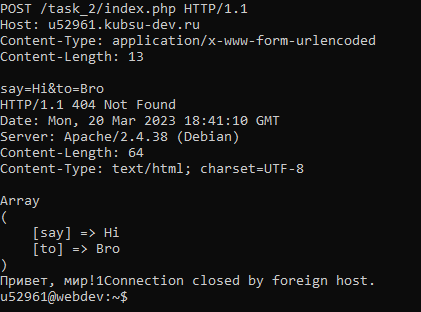 POST /task_2/index.php HTTP/1.1
Host: u52961.kubsu-dev.ru
Content-Type: application/x-www-form-urlencoded
Content-Length: 13

say=Hi&to=Bro
HTTP/1.1 404 Not Found
Date: Mon, 20 Mar 2023 18:41:10 GMT
Server: Apache/2.4.38 (Debian)
Content-Length: 64
Content-Type: text/html; charset=UTF-8

Array
(
    [say] => Hi
    [to] => Bro
)
Привет, мир!1Connection closed by foreign host.
u52961@webdev:~$